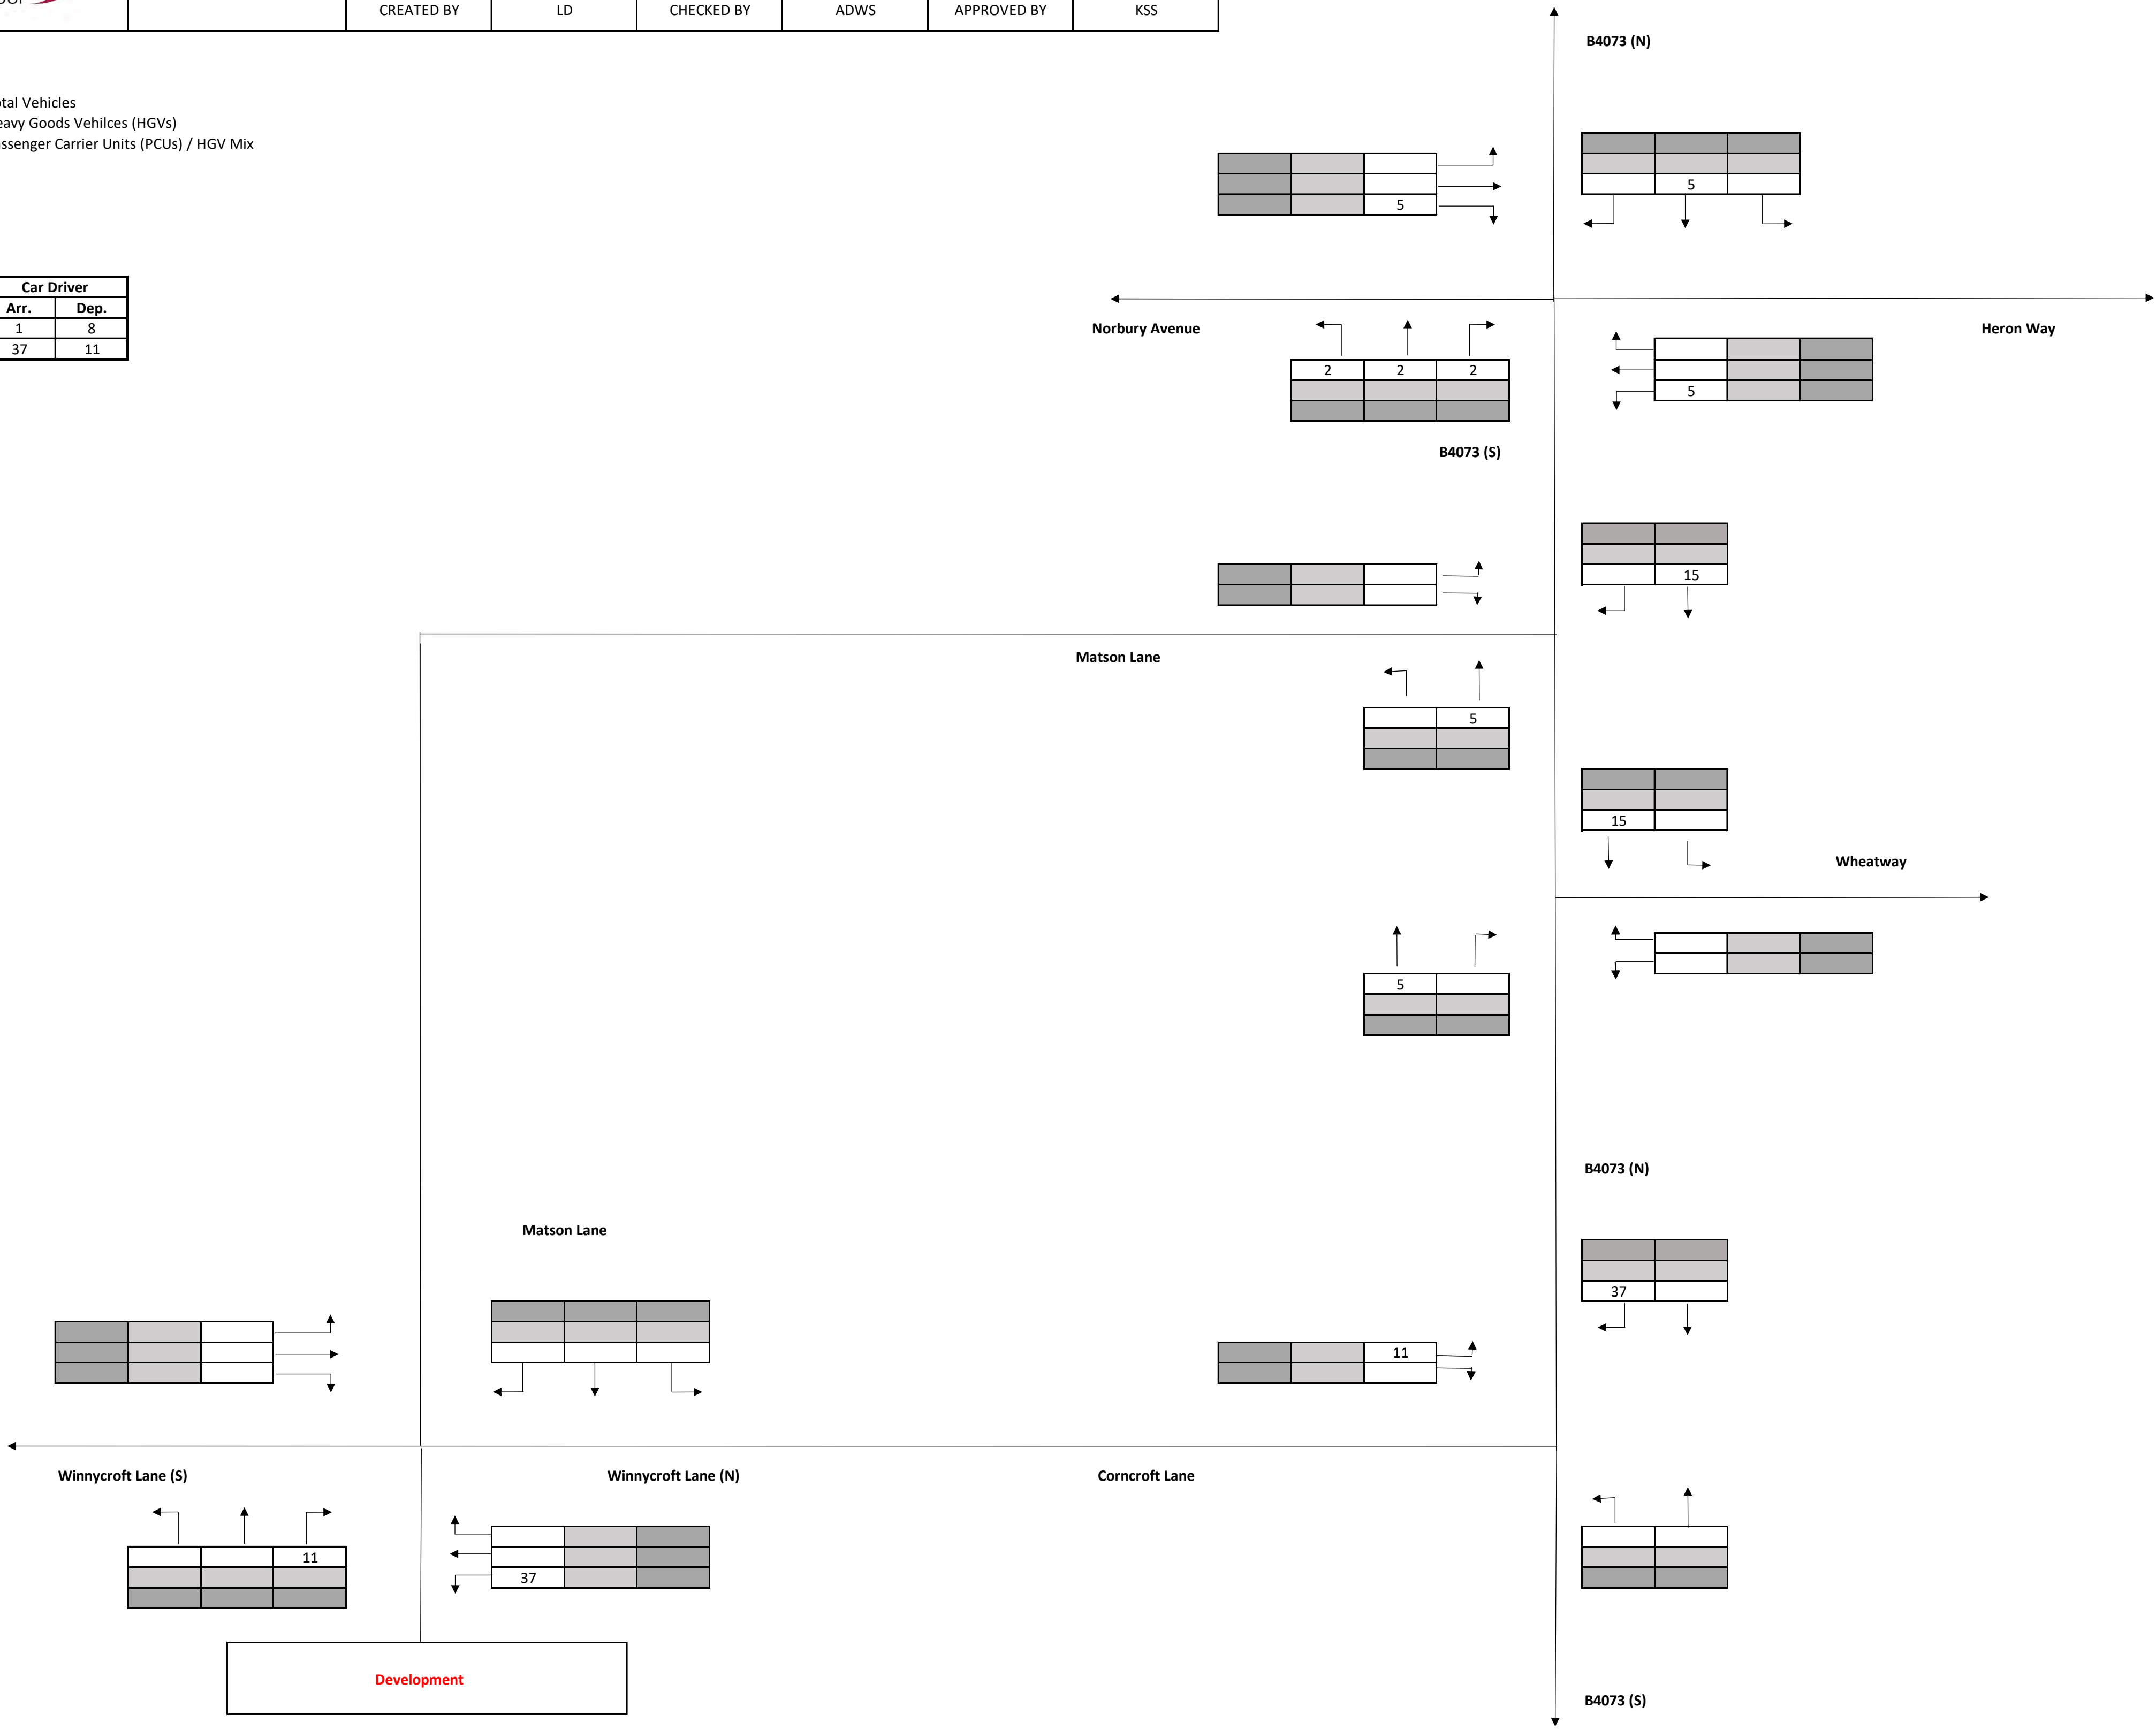 CREATED BY LD CHECKED BY ADWS APPROVED BY KSS
B4073 (N)
otal Vehicles
eavy Goods Vehilces (HGVs)
assenger Carrier Units (PCUs) / HGV Mix
5
5
Car Driver
Arr. Dep.
1 8
37 11
Norbury Avenue
Heron Way
2 2 2
5
B4073 (S)
15
Matson Lane
5
15
Wheatway
5
B4073 (N)
Matson Lane
37
11
Winnycroft Lane (S)
Winnycroft Lane (N)
Corncroft Lane
11
37
Development
B4073 (S)